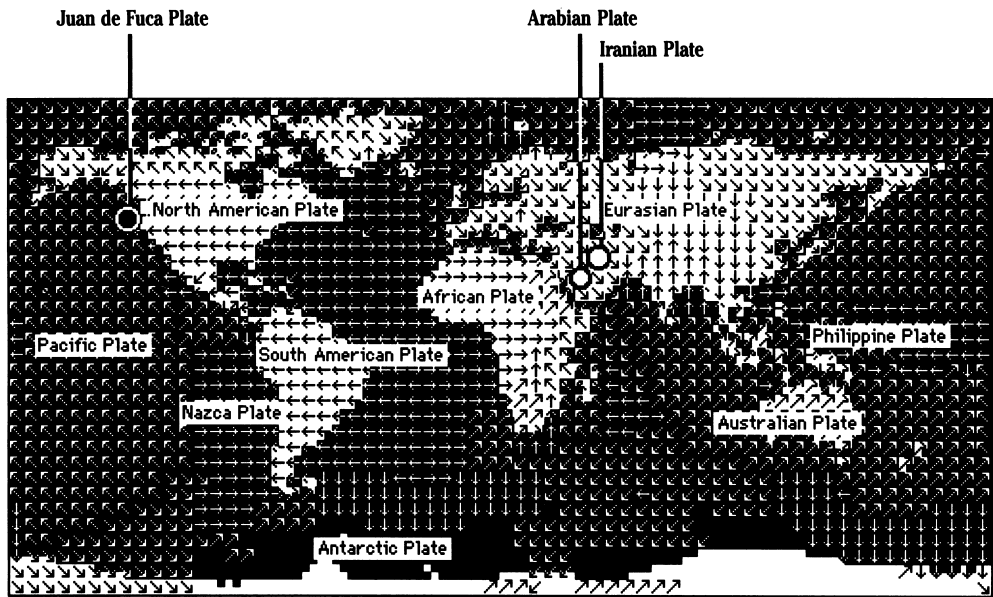 Juan de Fuca Plate
Arabian Plate
Iranian Plate
North American Plate
Eurasian Plate
African Plate
Pacific Plate
South American Plate
Philippine Plate
Nazca Plate
Australian Plate
Antarctic Plate